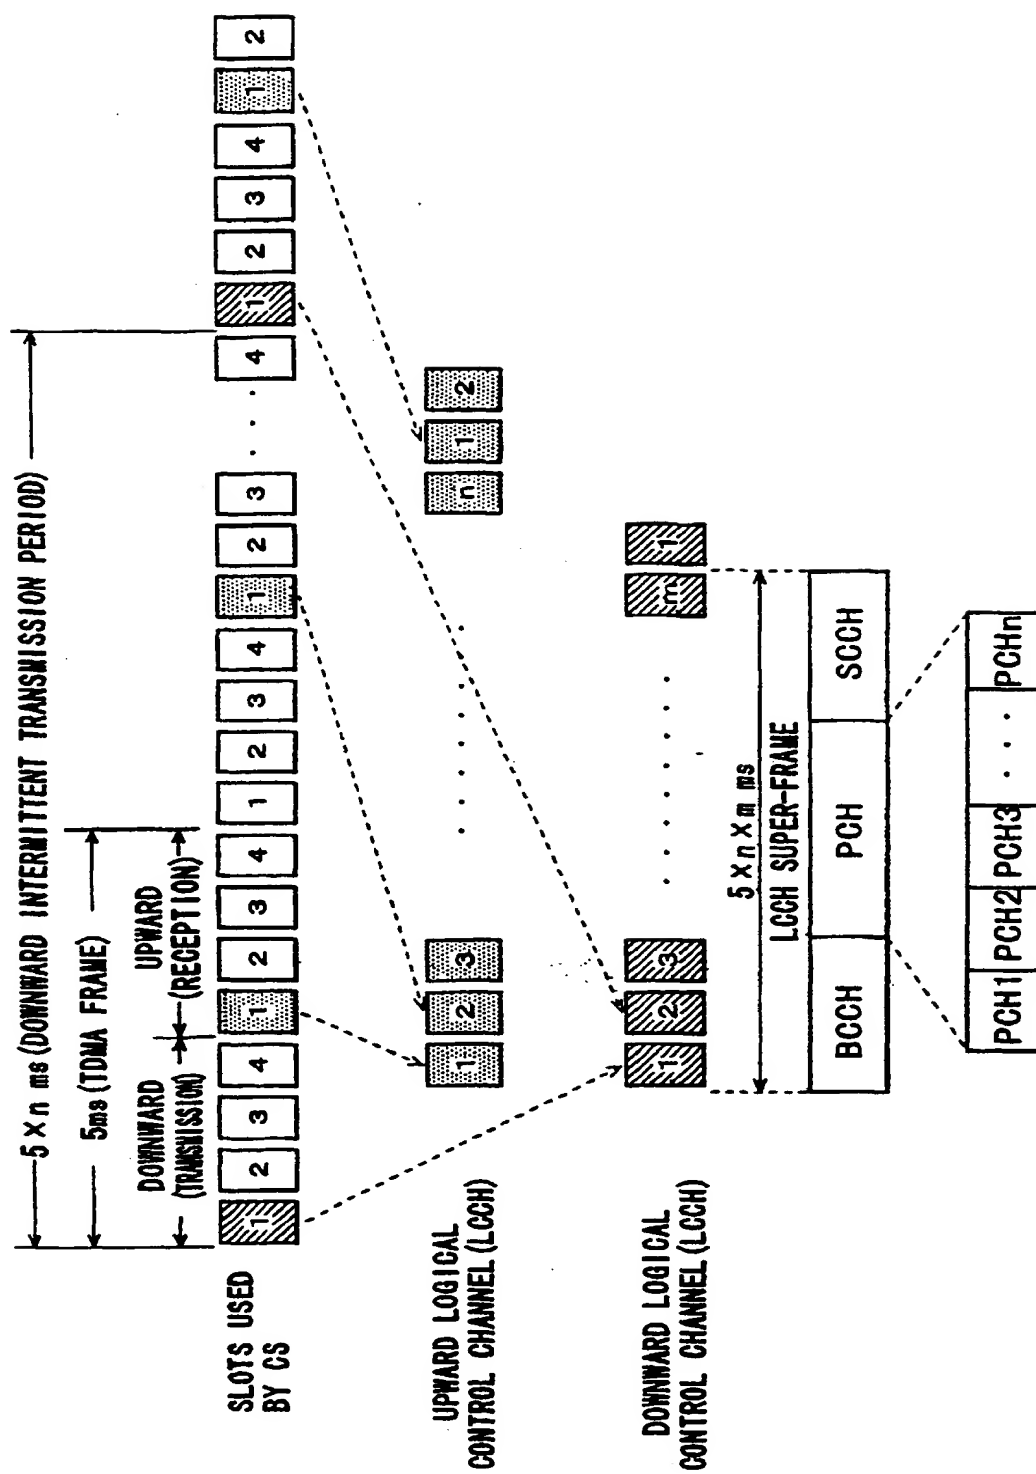 5×n ms (DOWNWARD INTERMITTENT TRANSMISSION PERIOD)
5ms (TDMA FRAME)
DOWNWARD
(TRANSMISSION)
UPWARD
(RECEPTION)
SLOTS USED
BY CS
1 2 3 4 1 2 3 4 1 2 3 4 1 2 3 · · · 4 1 2 3 4 1 2
UPWARD LOGICAL
CONTROL CHANNEL (LCCH)
1 2 3 · · · · · · · n 1 2
DOWNWARD LOGICAL
CONTROL CHANNEL (LCCH)
1 2 3 · · · · · · · m 1
5×n×m ms
LCCH SUPER-FRAME
BCCH PCH SCCH
PCH1 PCH2 PCH3 · · · PCHn